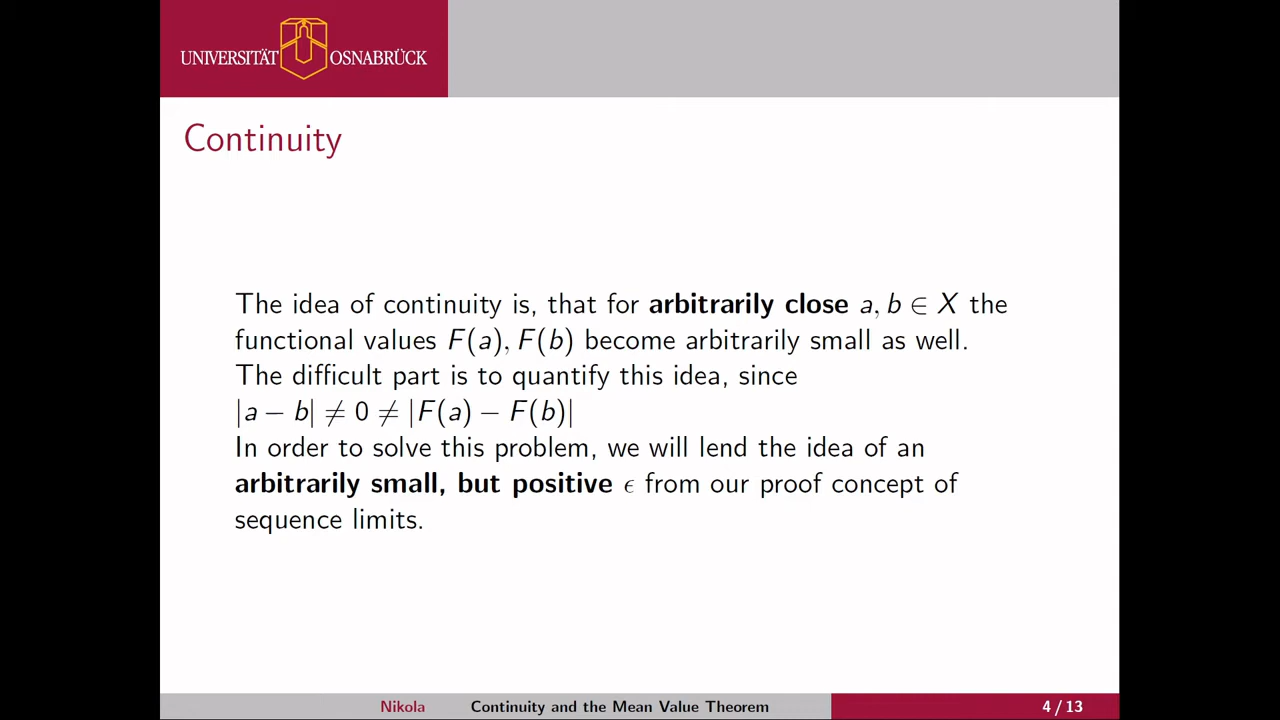 UNIVERSITÄT OSNABRÜCK
Continuity
The idea of continuity is, that for arbitrarily close a, b ∈ X the
functional values F(a), F(b) become arbitrarily small as well.
The difficult part is to quantify this idea, since
|a − b| ≠ 0 ≠ |F(a) − F(b)|
In order to solve this problem, we will lend the idea of an
arbitrarily small, but positive ϵ from our proof concept of
sequence limits.
Nikola Continuity and the Mean Value Theorem 4 / 13